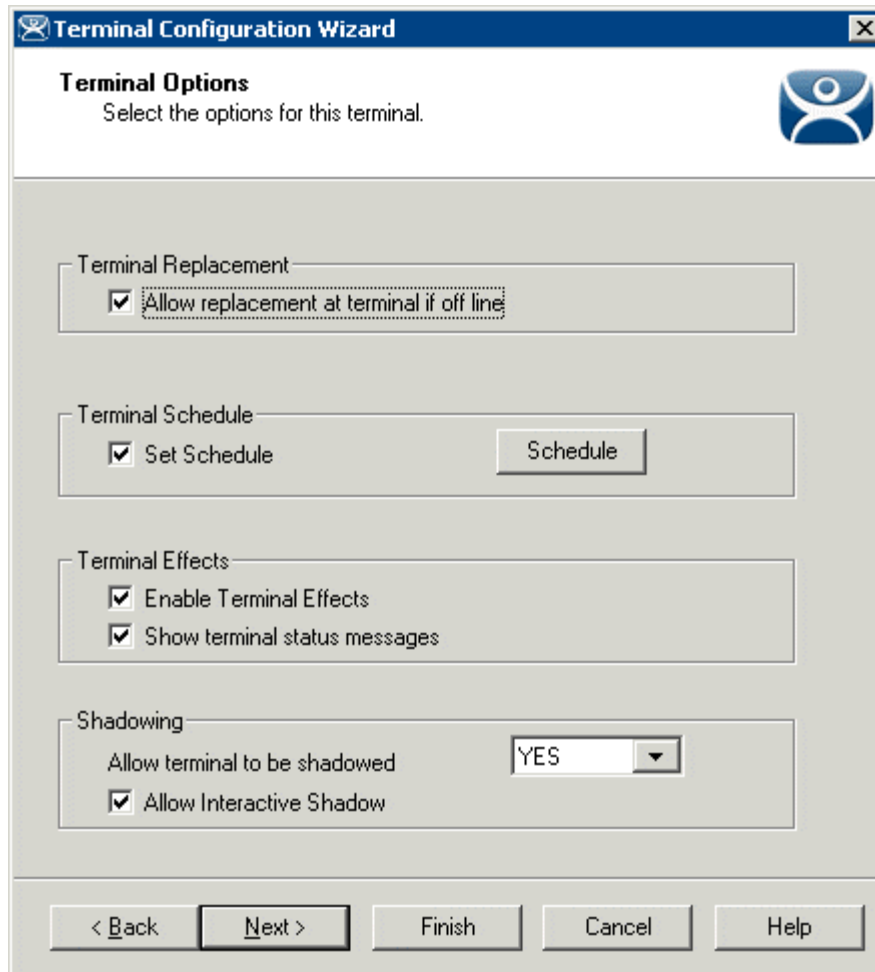 Terminal Configuration Wizard
Terminal Options
Select the options for this terminal.
Terminal Replacement
Allow replacement at terminal if off line
Terminal Schedule
Set Schedule
Schedule
Terminal Effects
Enable Terminal Effects
Show terminal status messages
Shadowing
Allow terminal to be shadowed
YES
Allow Interactive Shadow
< Back
Next >
Finish
Cancel
Help